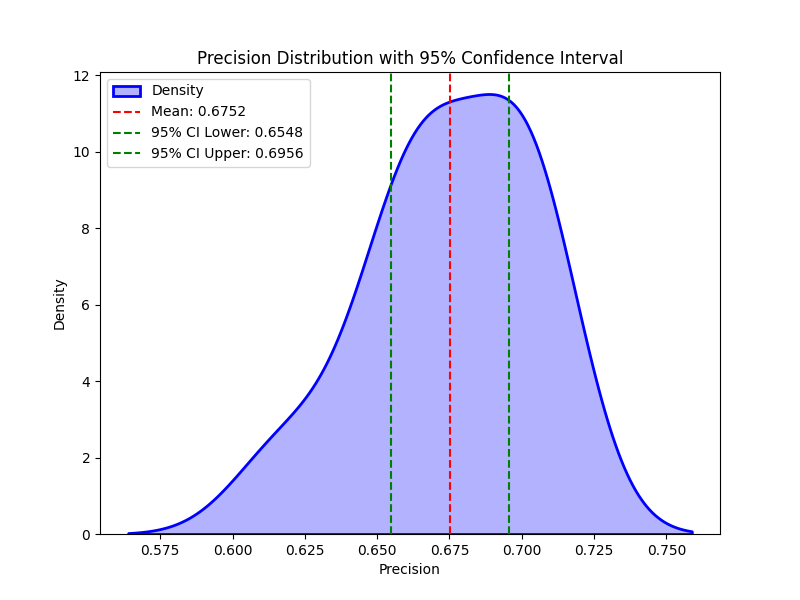 Precision Distribution with 95% Confidence Interval
Density
Mean: 0.6752
95% CI Lower: 0.6548
95% CI Upper: 0.6956
12
10
8
6
4
2
0
Density
0.575 0.600 0.625 0.650 0.675 0.700 0.725 0.750
Precision